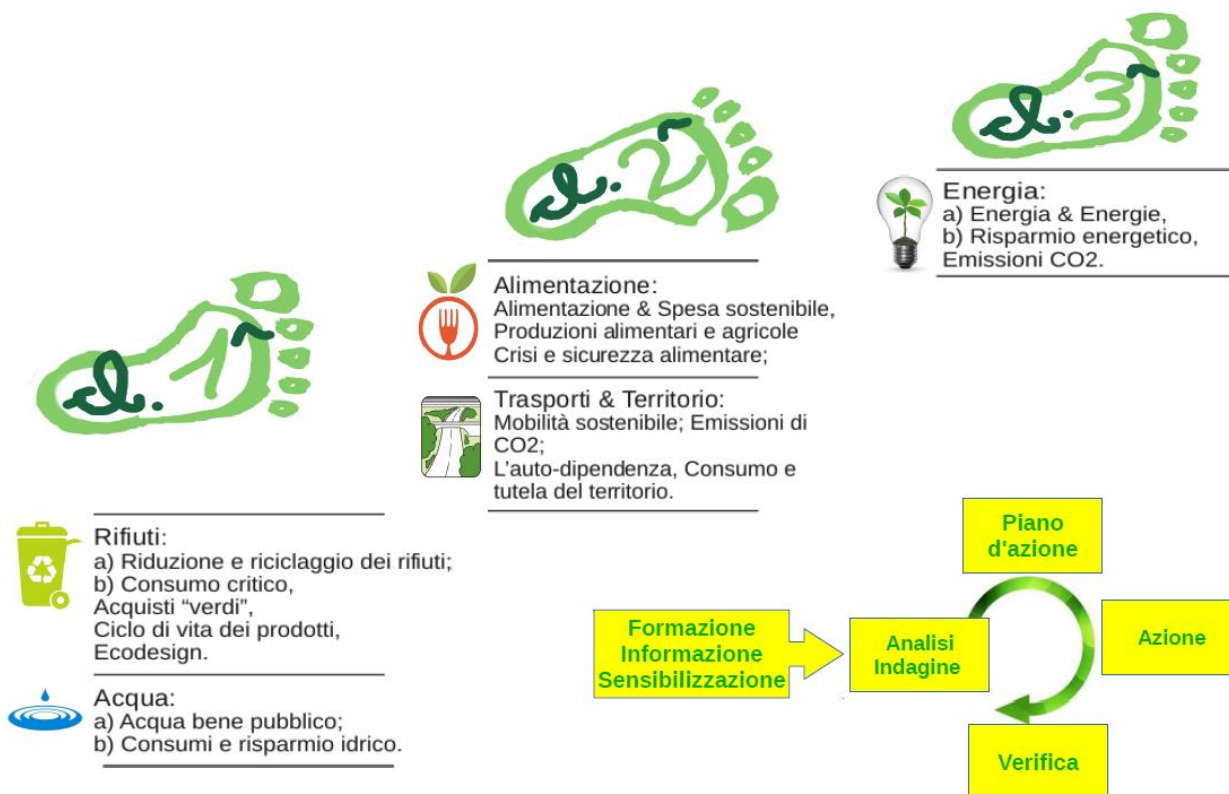 cl. 1^
Rifiuti:
a) Riduzione e riciclaggio dei rifiuti;
b) Consumo critico,
Acquisti “verdi”,
Ciclo di vita dei prodotti,
Ecodesign.
Acqua:
a) Acqua bene pubblico;
b) Consumi e risparmio idrico.
cl. 2^
Alimentazione:
Alimentazione & Spesa sostenibile,
Produzioni alimentari e agricole
Crisi e sicurezza alimentare;
Trasporti & Territorio:
Mobilità sostenibile; Emissioni di
CO2;
L’auto-dipendenza, Consumo e
tutela del territorio.
cl. 3^
Energia:
a) Energia & Energie,
b) Risparmio energetico,
Emissioni CO2.
Formazione
Informazione
Sensibilizzazione
Analisi
Indagine
Piano
d'azione
Azione
Verifica